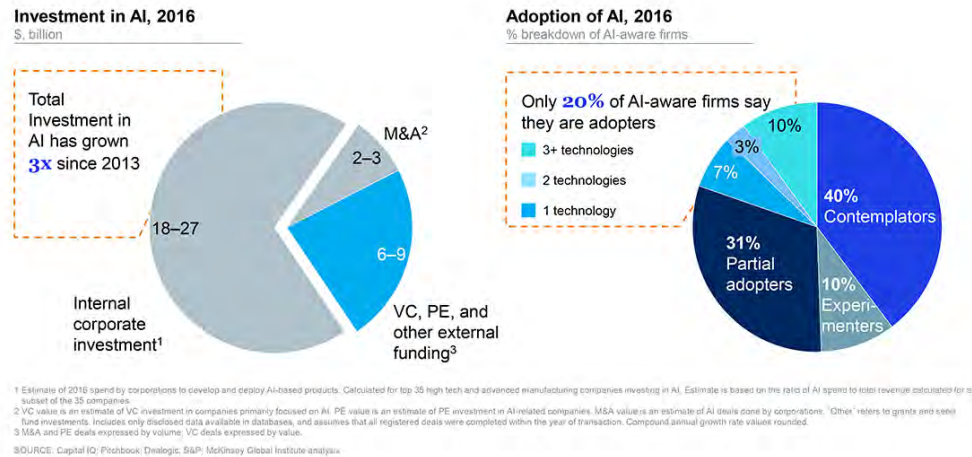 Investment in AI, 2016
$, billion
Total
Investment in
AI has grown
3x since 2013
M&A2
2–3
18–27
6–9
Internal
corporate
investment1
VC, PE, and
other external
funding3
Adoption of AI, 2016
% breakdown of AI-aware firms
Only 20% of AI-aware firms say
they are adopters
3+ technologies
2 technologies
1 technology
10%
3%
7%
40%
Contemplators
31%
Partial
adopters
10%
Experi-
menters
1 Estimate of 2016 spend by corporations to develop and deploy AI-based products. Calculated for top 35 high tech and advanced manufacturing companies investing in AI. Estimate is based on the ratio of AI spend to total revenue calculated for a
subset of the 35 companies.
2 VC value is an estimate of VC investment in companies primarily focused on AI. PE value is an estimate of PE investment in AI-related companies. M&A value is an estimate of AI deals done by corporations. "Other" refers to grants and seed
fund investments. Includes only disclosed data available in databases, and assumes that all registered deals were completed within the year of transaction. Compound annual growth rate values rounded.
3 M&A and PE deals expressed by volume; VC deals expressed by value.
SOURCE: Capital IQ; Pitchbook; Dealogic; S&P; McKinsey Global Institute analysis